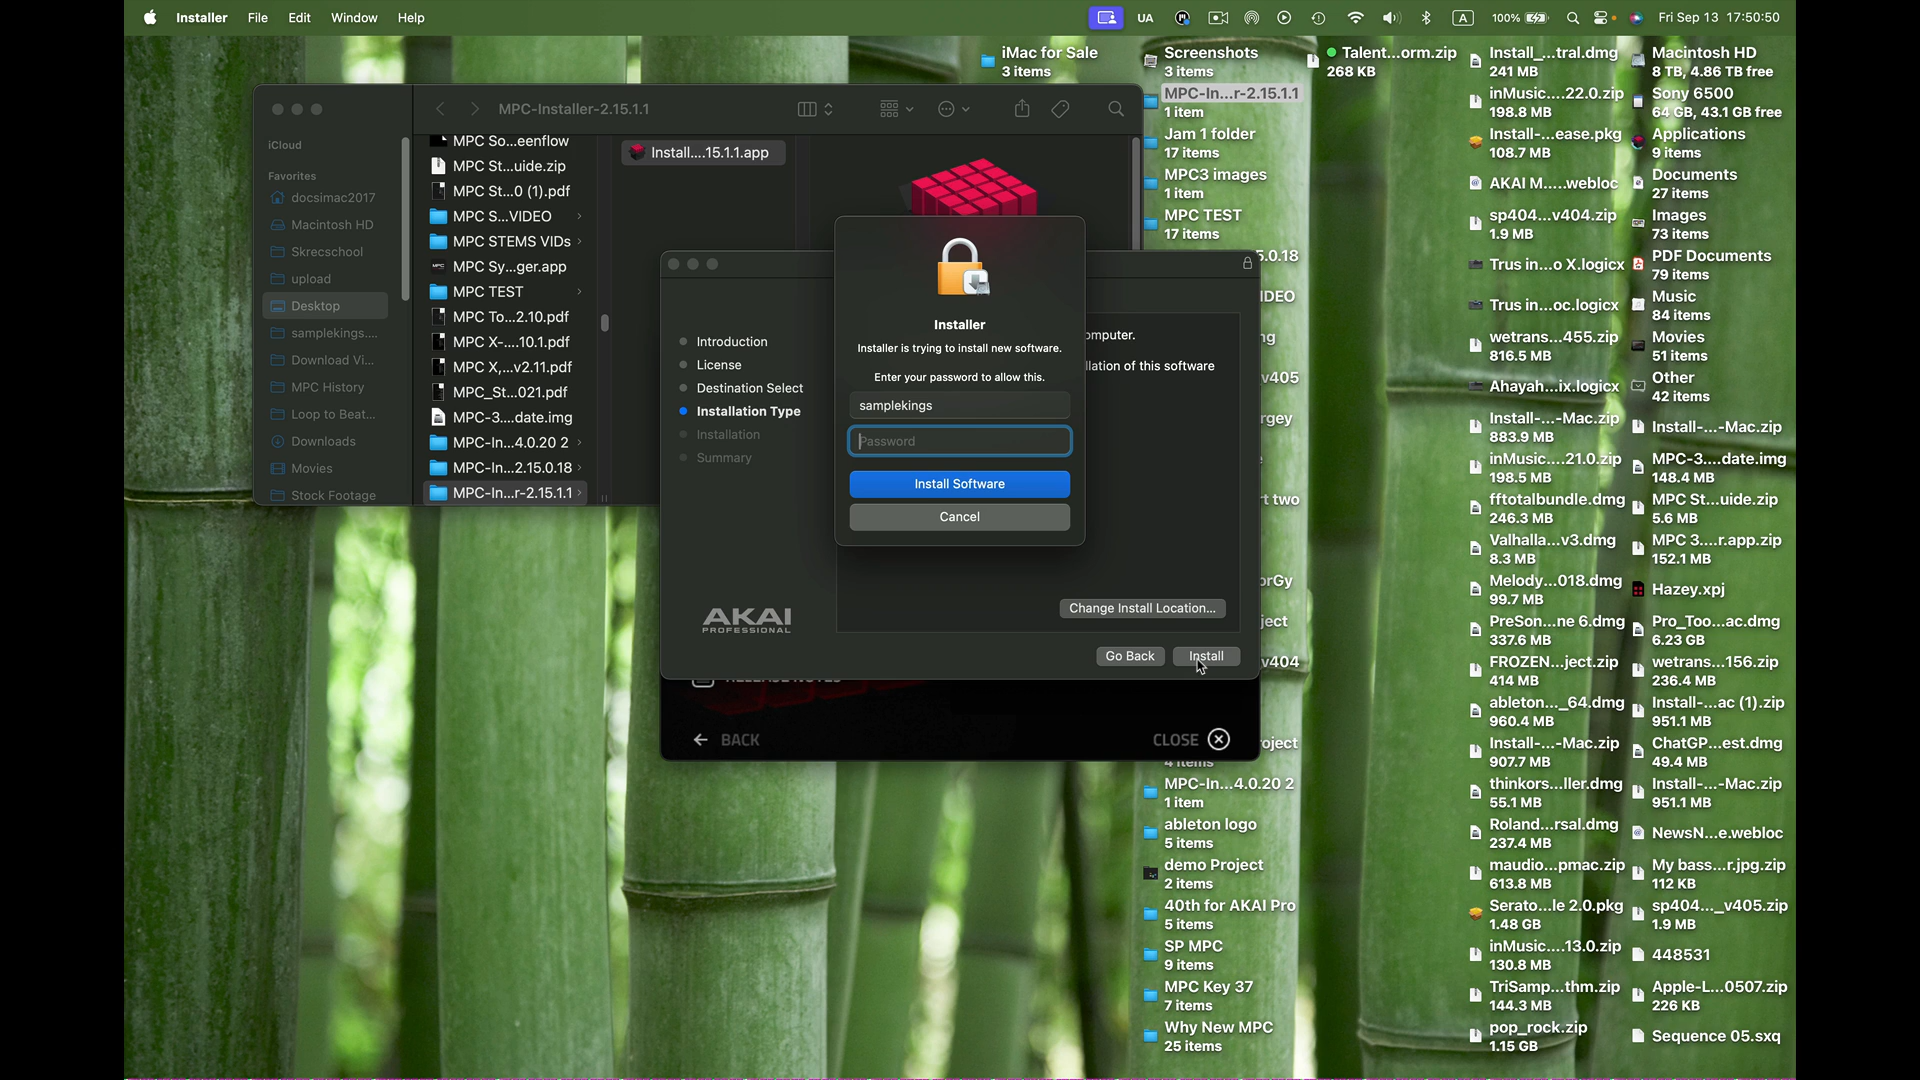 Installer File Edit Window Help
UA A 100% Fri Sep 13 17:50:50
MPC-Installer-2.15.1.1
iCloud
Favorites
docsimac2017
Macintosh HD
Skrecschool
upload
Desktop
samplekings....
Download Vi...
MPC History
Loop to Beat...
Downloads
Movies
Stock Footage
MPC So...eenflow
MPC St...uide.zip
MPC St...0 (1).pdf
MPC S...VIDEO
MPC STEMS VIDs
MPC Sy...ger.app
MPC TEST
MPC To...2.10.pdf
MPC X-....10.1.pdf
MPC X,...v2.11.pdf
MPC_St...021.pdf
MPC-3....date.img
MPC-In...4.0.20 2
MPC-In...2.15.0.18
MPC-In...r-2.15.1.1
Install....15.1.1.app
Introduction
License
Destination Select
Installation Type
Installation
Summary
AKAI
PROFESSIONAL
omputer.
llation of this software
Change Install Location...
Go Back
Install
Installer
Installer is trying to install new software.
Enter your password to allow this.
samplekings
Password
Install Software
Cancel
RELEASE NOTES
BACK
CLOSE
iMac for Sale
3 items
Screenshots
3 items
MPC-In...r-2.15.1.1
1 item
Jam 1 folder
17 items
MPC3 images
1 item
MPC TEST
17 items
5.0.18
IDEO
ng
v405
rgey
e
rt two
orGy
ject
v404
oject
4 items
MPC-In...4.0.20 2
1 item
ableton logo
5 items
demo Project
2 items
40th for AKAI Pro
5 items
SP MPC
9 items
MPC Key 37
7 items
Why New MPC
25 items
Talent...orm.zip
268 KB
Install_...tral.dmg
241 MB
inMusic....22.0.zip
198.8 MB
Install-...ease.pkg
108.7 MB
AKAI M.....webloc
sp404...v404.zip
1.9 MB
Trus in...o X.logicx
Trus in...oc.logicx
wetrans...455.zip
816.5 MB
Ahayah...ix.logicx
Install-...-Mac.zip
883.9 MB
inMusic....21.0.zip
198.5 MB
fftotalbundle.dmg
246.3 MB
Valhalla...v3.dmg
8.3 MB
Melody...018.dmg
99.7 MB
PreSon...ne 6.dmg
337.6 MB
FROZEN...ject.zip
414 MB
ableton..._64.dmg
960.4 MB
Install-...-Mac.zip
907.7 MB
thinkors...ller.dmg
55.1 MB
Roland...rsal.dmg
237.4 MB
maudio...pmac.zip
613.8 MB
Serato...le 2.0.pkg
1.48 GB
inMusic....13.0.zip
130.8 MB
TriSamp...thm.zip
144.3 MB
pop_rock.zip
1.15 GB
Macintosh HD
8 TB, 4.86 TB free
Sony 6500
64 GB, 43.1 GB free
Applications
9 items
Documents
27 items
Images
73 items
PDF Documents
79 items
Music
84 items
Movies
51 items
Other
42 items
Install-...-Mac.zip
MPC-3....date.img
148.4 MB
MPC St...uide.zip
5.6 MB
MPC 3....r.app.zip
152.1 MB
Hazey.xpj
Pro_Too...ac.dmg
6.23 GB
wetrans...156.zip
236.4 MB
Install-...ac (1).zip
951.1 MB
ChatGP...est.dmg
49.4 MB
Install-...-Mac.zip
951.1 MB
NewsN...e.webloc
My bass...r.jpg.zip
112 KB
sp404..._v405.zip
1.9 MB
448531
Apple-L...0507.zip
226 KB
Sequence 05.sxq